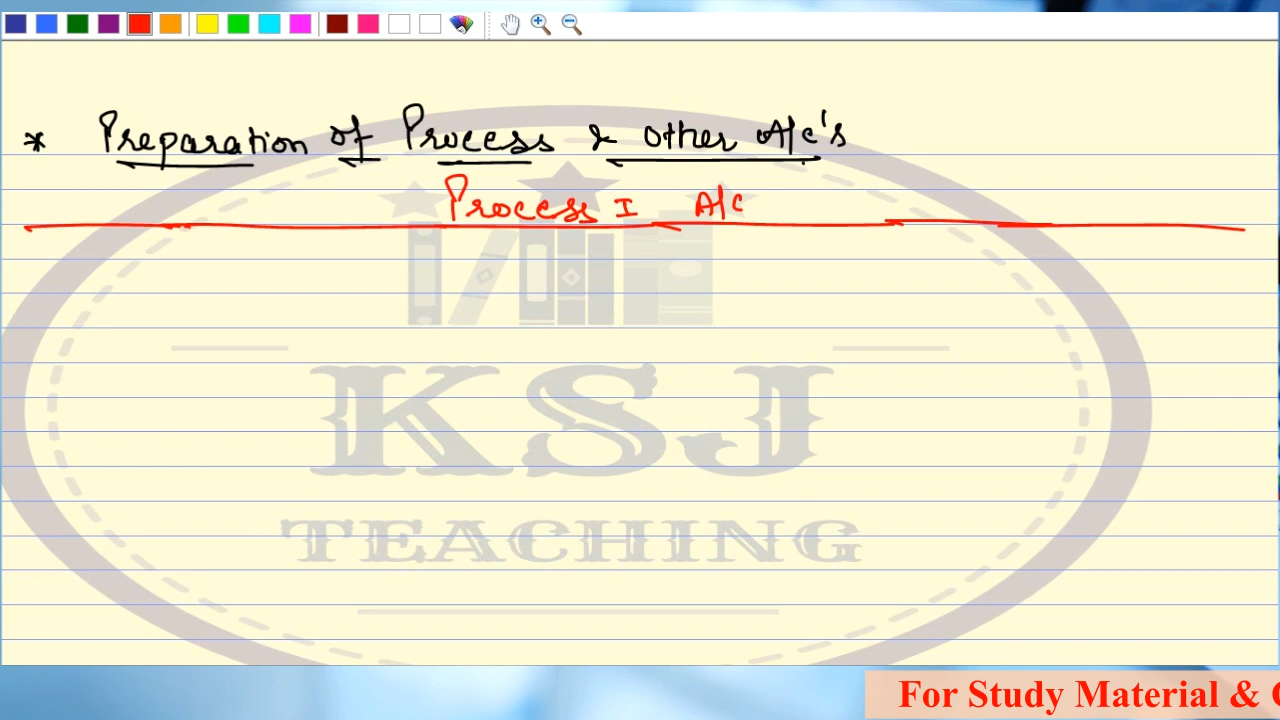 * Preparation of Process & other A/c's
Process I A/c
KSJ
TEACHING
For Study Material &